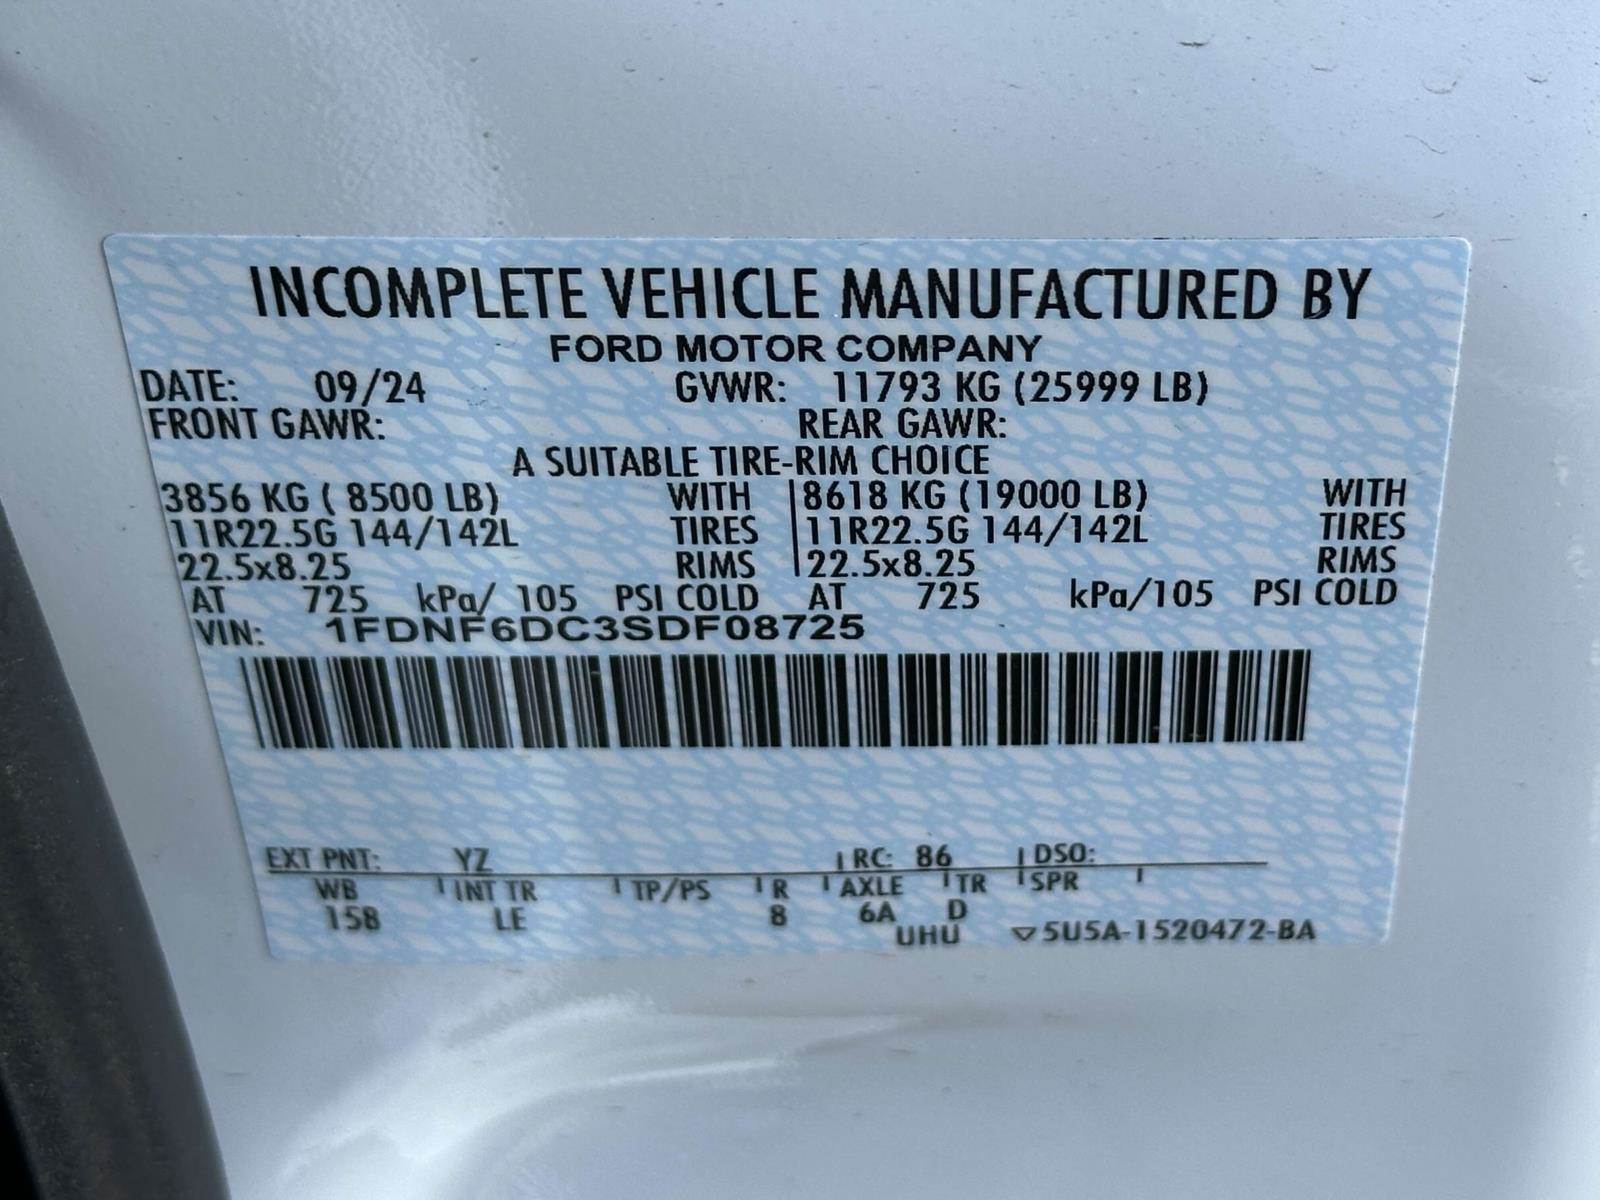 INCOMPLETE VEHICLE MANUFACTURED BY
FORD MOTOR COMPANY
DATE: 09/24 GVWR: 11793 KG (25999 LB)
FRONT GAWR: REAR GAWR:
A SUITABLE TIRE-RIM CHOICE
3856 KG ( 8500 LB) WITH 8618 KG (19000 LB) WITH
11R22.5G 144/142L TIRES 11R22.5G 144/142L TIRES
22.5x8.25 RIMS 22.5x8.25 RIMS
AT 725 kPa/ 105 PSI COLD AT 725 kPa/105 PSI COLD
VIN: 1FDNF6DC3SDF08725
EXT PNT: YZ RC: 86 DSO:
WB INT TR TP/PS R AXLE TR SPR
158 LE 8 6A D
UHU ▽5U5A-1520472-BA